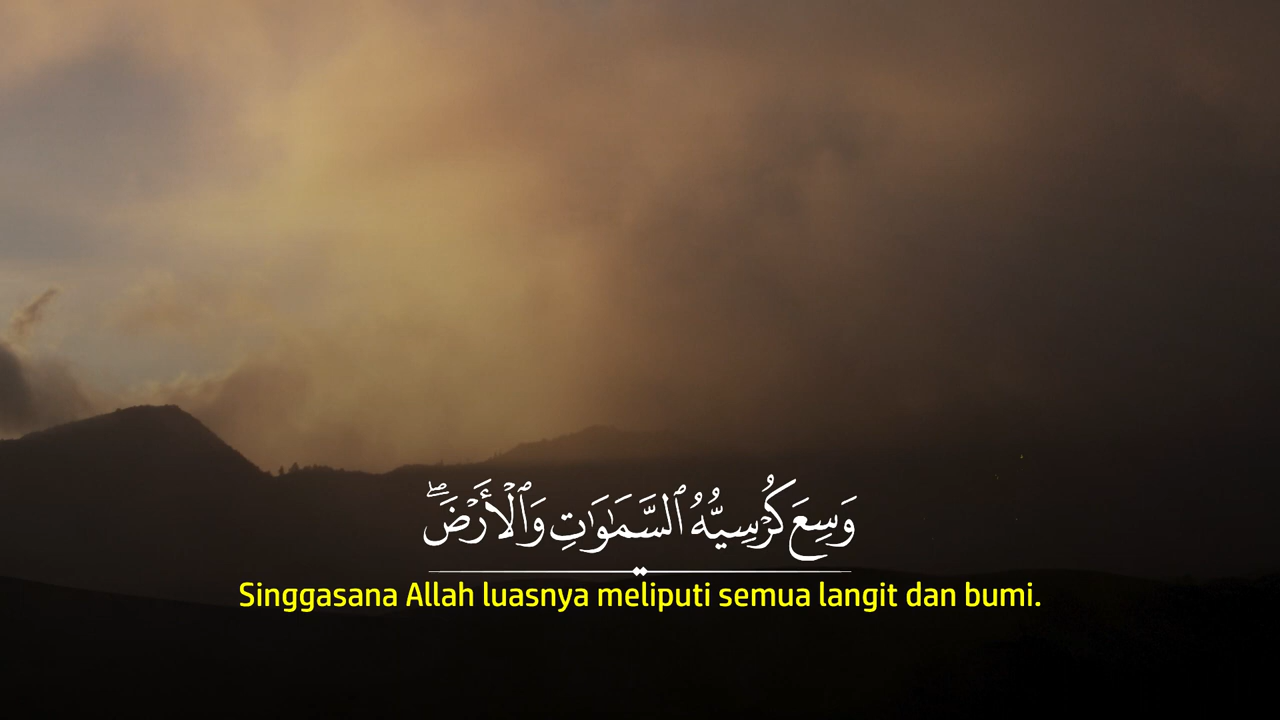 وَسِعَ كُرْسِيُّهُ ٱلسَّمَـٰوَٰتِ وَٱلْأَرْضَ ۖ
Singgasana Allah luasnya meliputi semua langit dan bumi.